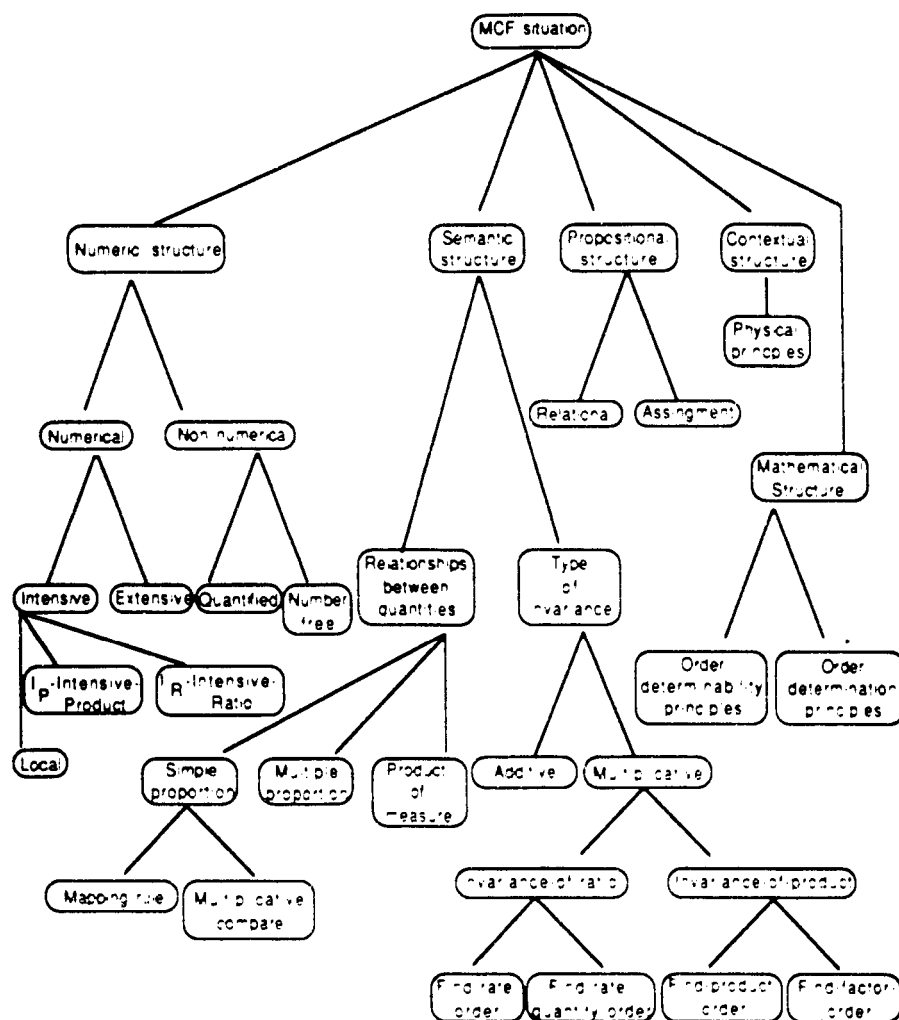 MCF situation
Numeric structure
Semantic
structure
Propositional
structure
Contextual
structure
Physical
principles
Relational
Assingment
Numerical
Non-numerical
Mathematical
Structure
Relationships
between
quantities
Type
of
invariance
Intensive
Extensive
Quantified
Number
free
Order
determinability
principles
Order
determination
principles
IP-Intensive-
Product
IR-Intensive-
Ratio
Local
Simple
proportion
Multiple
proportion
Product
of
measure
Additive
Multiplicative
Mapping rule
Multiplicative
compare
Invariance-of-ratio
Invariance-of-product
Find-rate
order
Find-rate
quantity-order
Find-product
order
Find-factor-
order